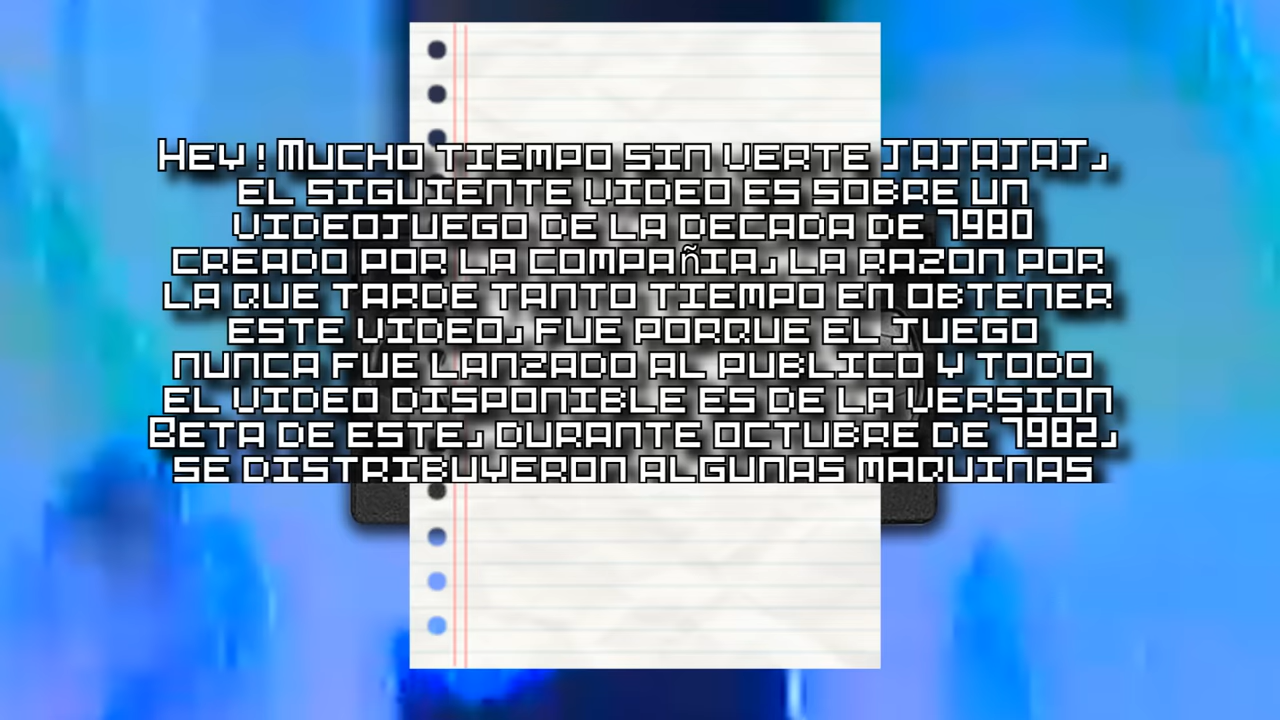 Hey! Mucho tiempo sin verte JAJAJAJ,
el siguiente video es sobre un
videojuego de la decada de 1980
creado por la compañia, la razon por
la que tarde tanto tiempo en obtener
este video, fue porque el juego
nunca fue lanzado al publico y todo
el video disponible es de la version
Beta de este, durante octubre de 1982,
se distribuyeron algunas maquinas